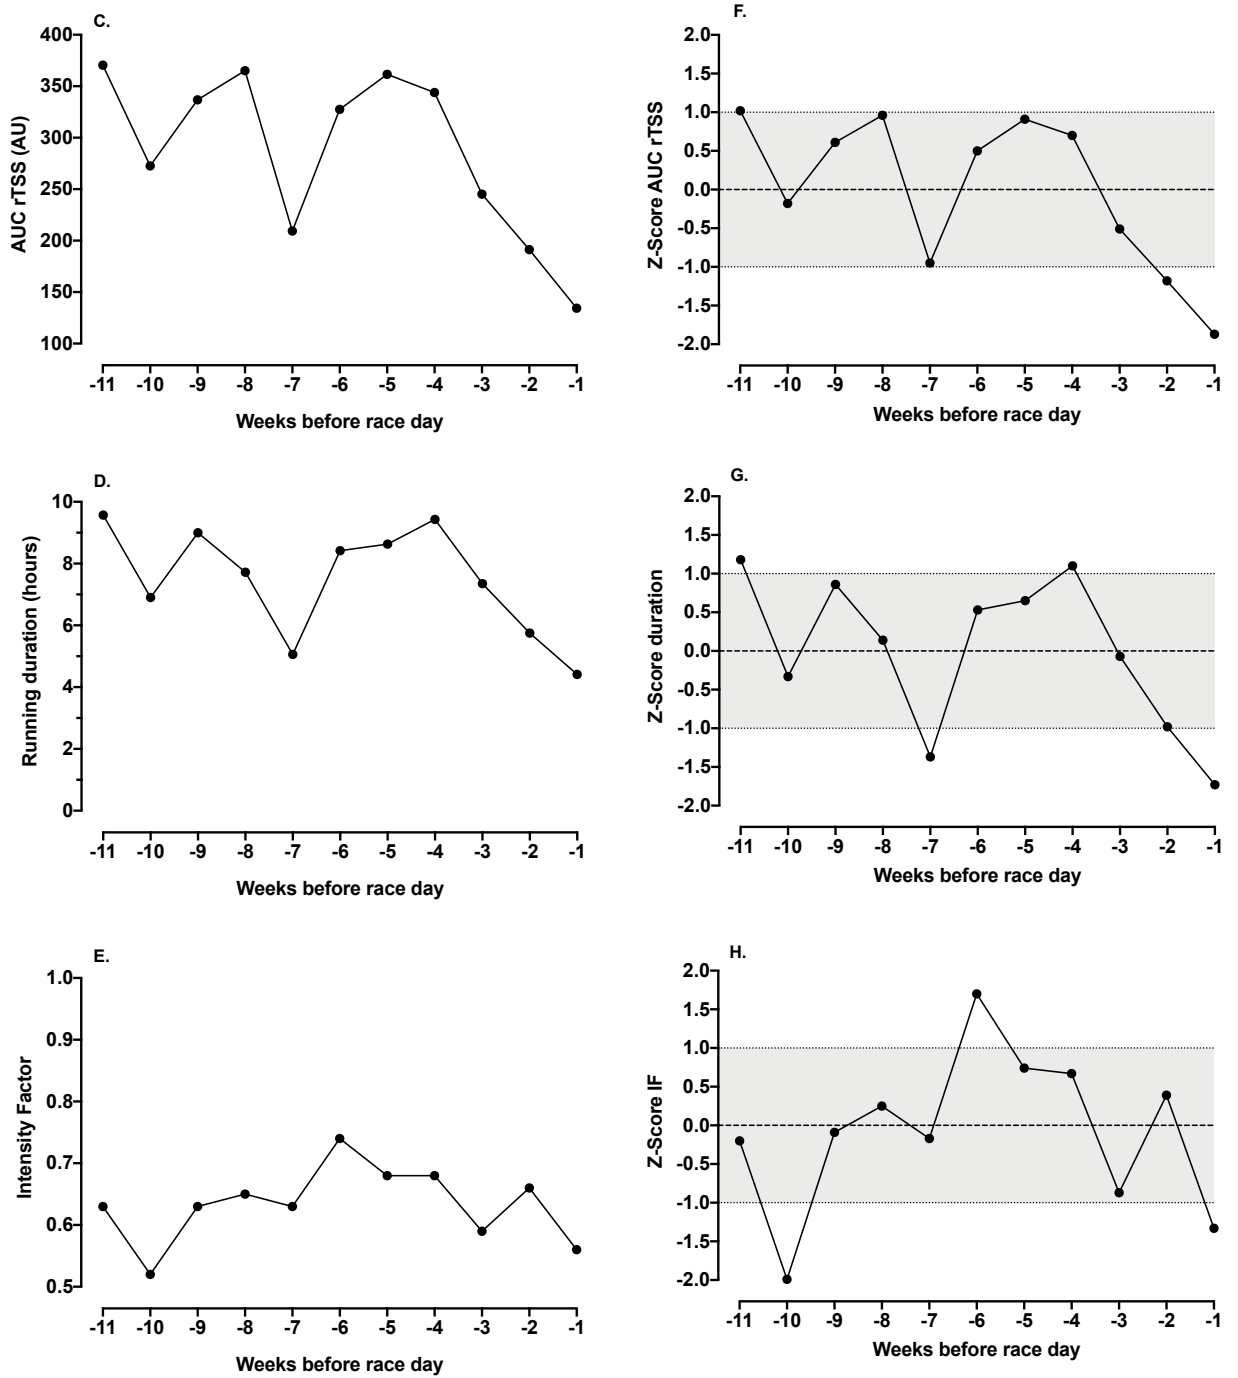 C.
400
350
300
250
200
150
100
AUC rTSS (AU)
-11 -10 -9 -8 -7 -6 -5 -4 -3 -2 -1
Weeks before race day
F.
2.0
1.5
1.0
0.5
0.0
-0.5
-1.0
-1.5
-2.0
Z-Score AUC rTSS
-11 -10 -9 -8 -7 -6 -5 -4 -3 -2 -1
Weeks before race day
D.
10
8
6
4
2
0
Running duration (hours)
-11 -10 -9 -8 -7 -6 -5 -4 -3 -2 -1
Weeks before race day
G.
2.0
1.5
1.0
0.5
0.0
-0.5
-1.0
-1.5
-2.0
Z-Score duration
-11 -10 -9 -8 -7 -6 -5 -4 -3 -2 -1
Weeks before race day
E.
1.0
0.9
0.8
0.7
0.6
0.5
Intensity Factor
-11 -10 -9 -8 -7 -6 -5 -4 -3 -2 -1
Weeks before race day
H.
2.0
1.5
1.0
0.5
0.0
-0.5
-1.0
-1.5
-2.0
Z-Score IF
-11 -10 -9 -8 -7 -6 -5 -4 -3 -2 -1
Weeks before race day